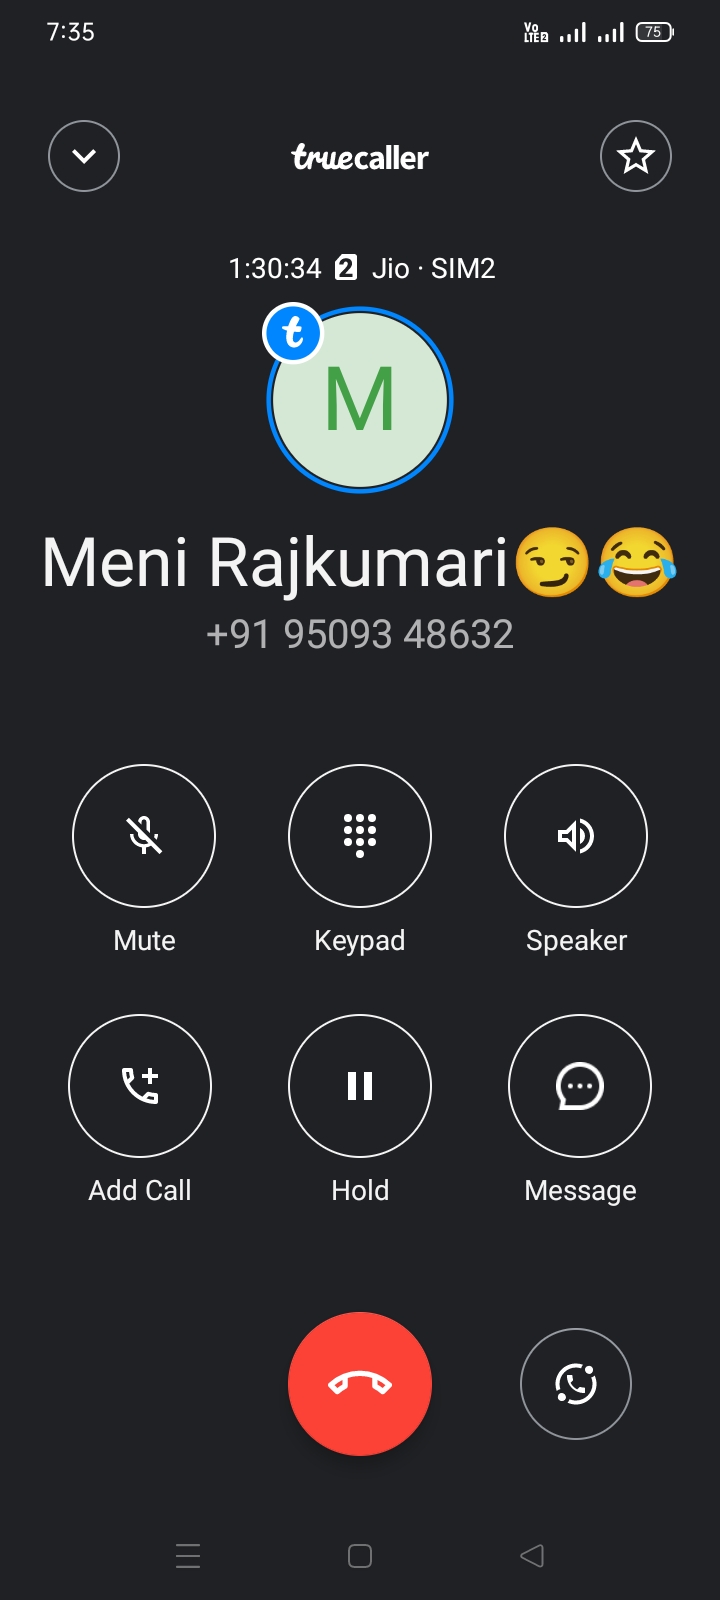 7:35 Vo LTE2 75
truecaller
1:30:34 2 Jio · SIM2
t
M
Meni Rajkumari😏😂
+91 95093 48632
Mute Keypad Speaker
Add Call Hold Message